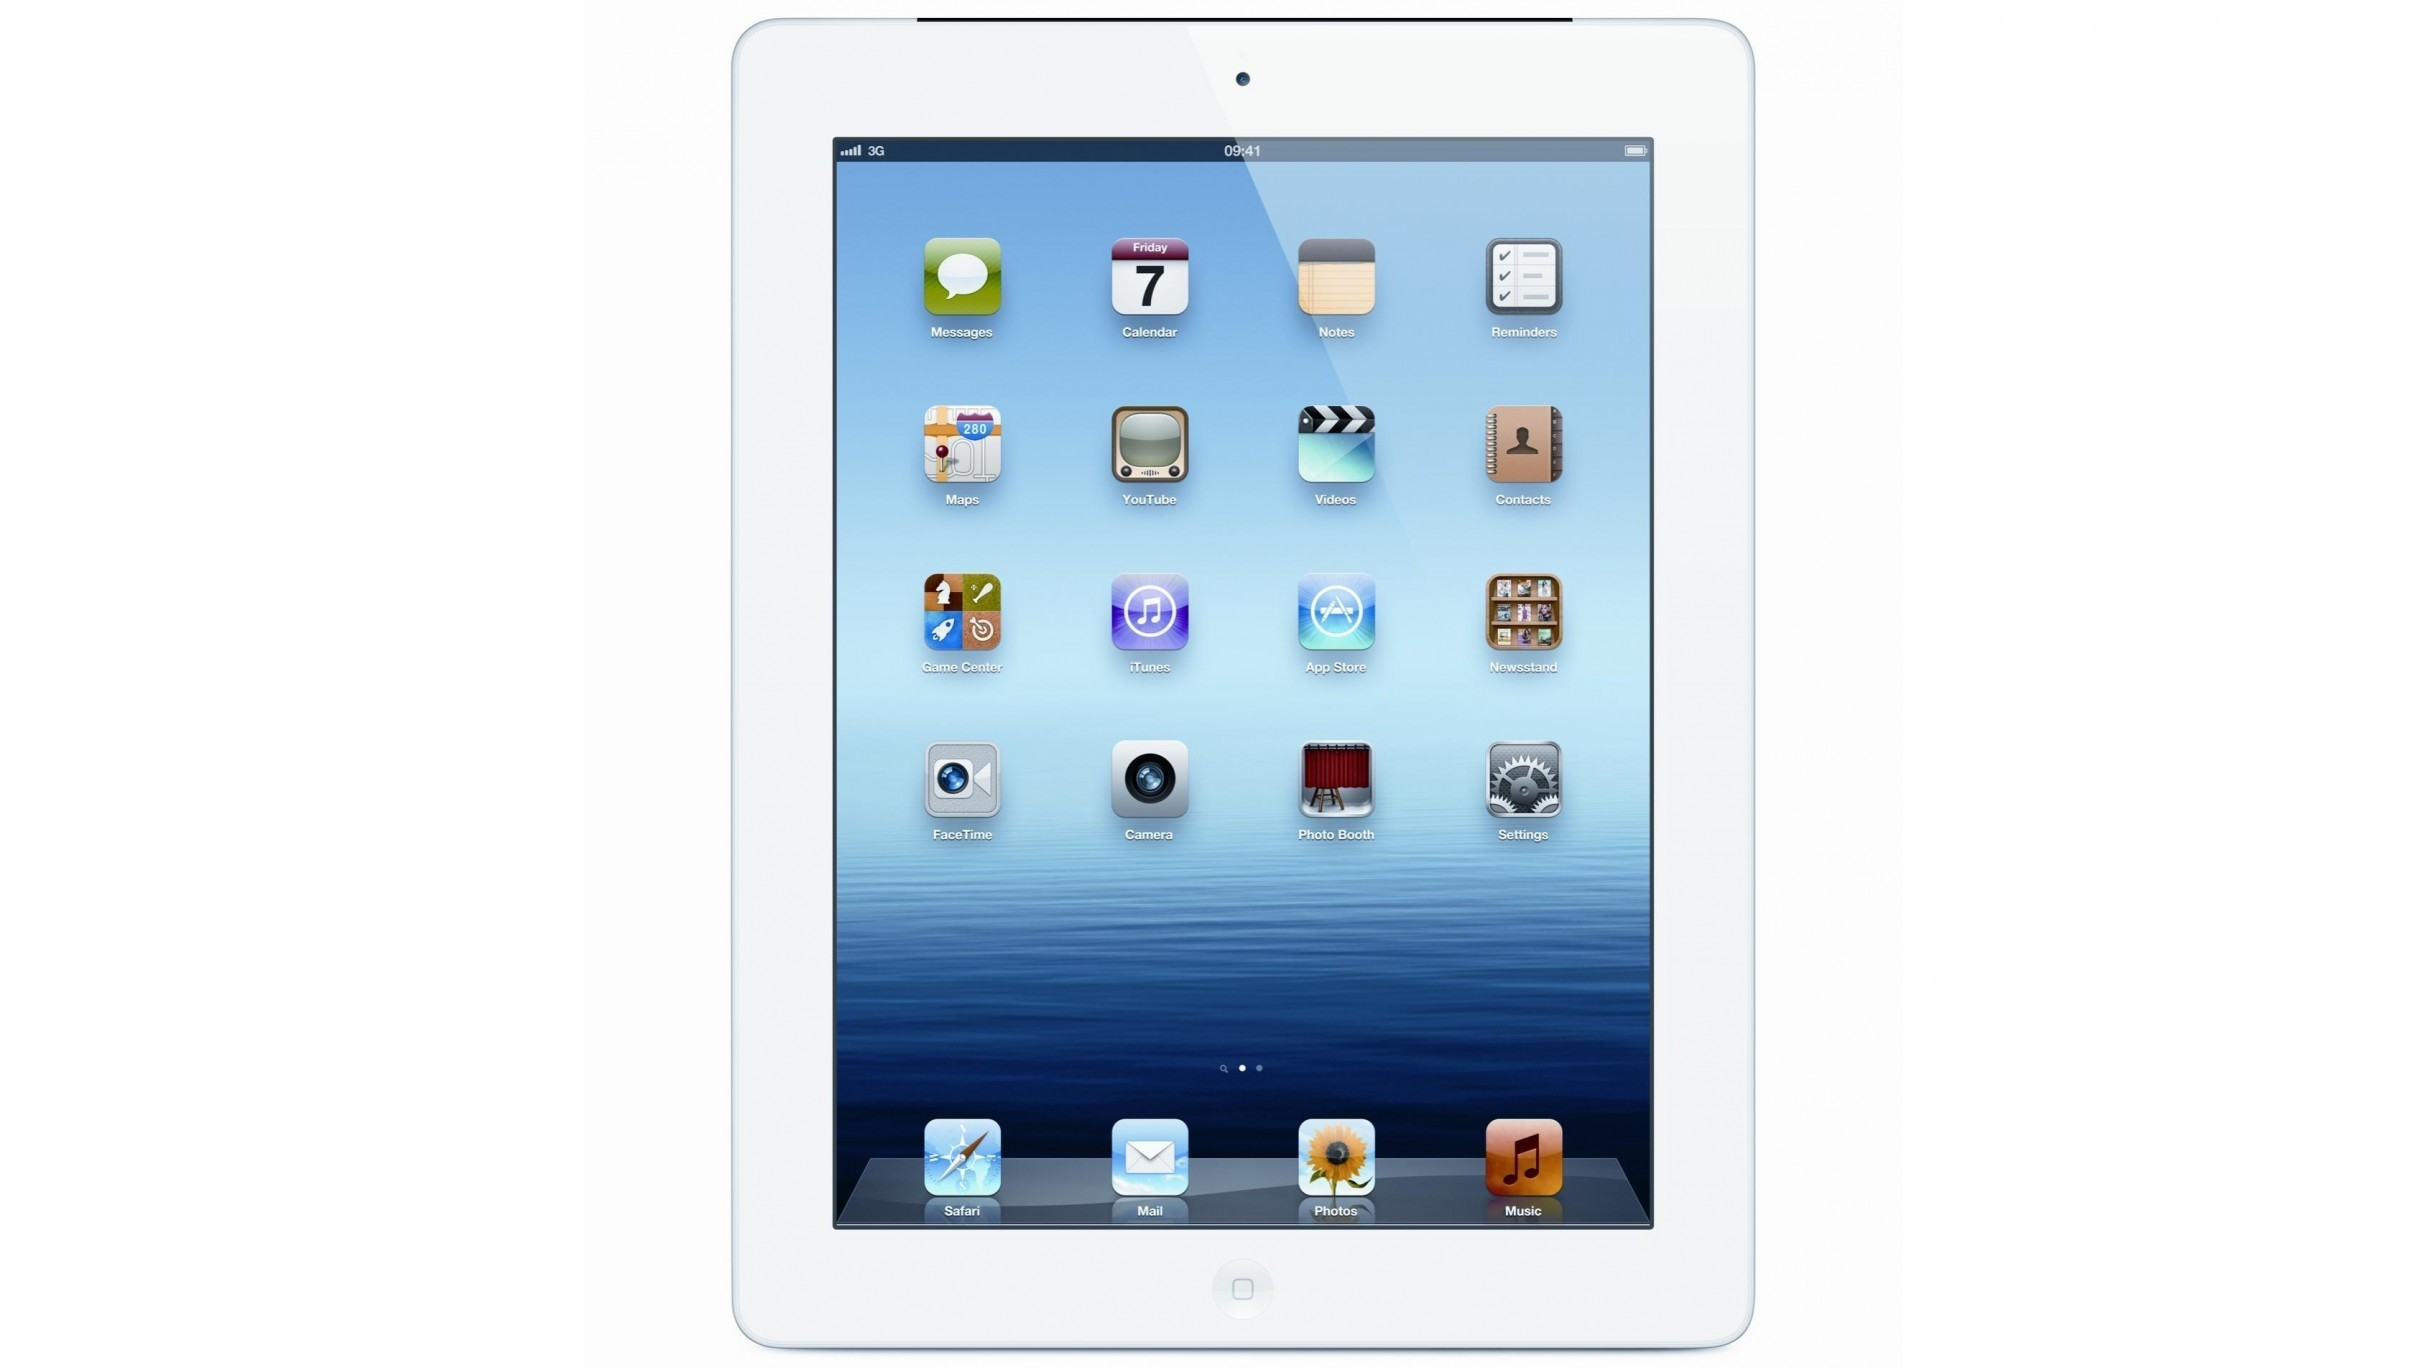 3G 09:41
Friday
7
Messages Calendar Notes Reminders
280
Maps YouTube Videos Contacts
Game Center iTunes App Store Newsstand
FaceTime Camera Photo Booth Settings
Safari Mail Photos Music